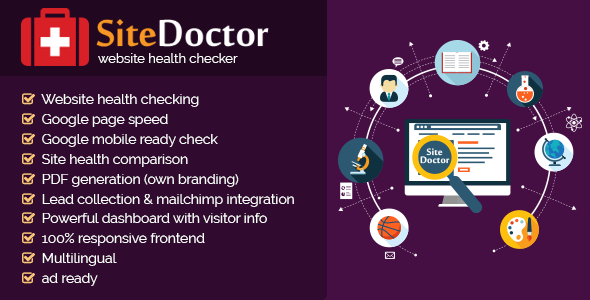 SiteDoctor
website health checker
Website health checking
Google page speed
Google mobile ready check
Site health comparison
PDF generation (own branding)
Lead collection & mailchimp integration
Powerful dashboard with visitor info
100% responsive frontend
Multilingual
ad ready
Site
Doctor